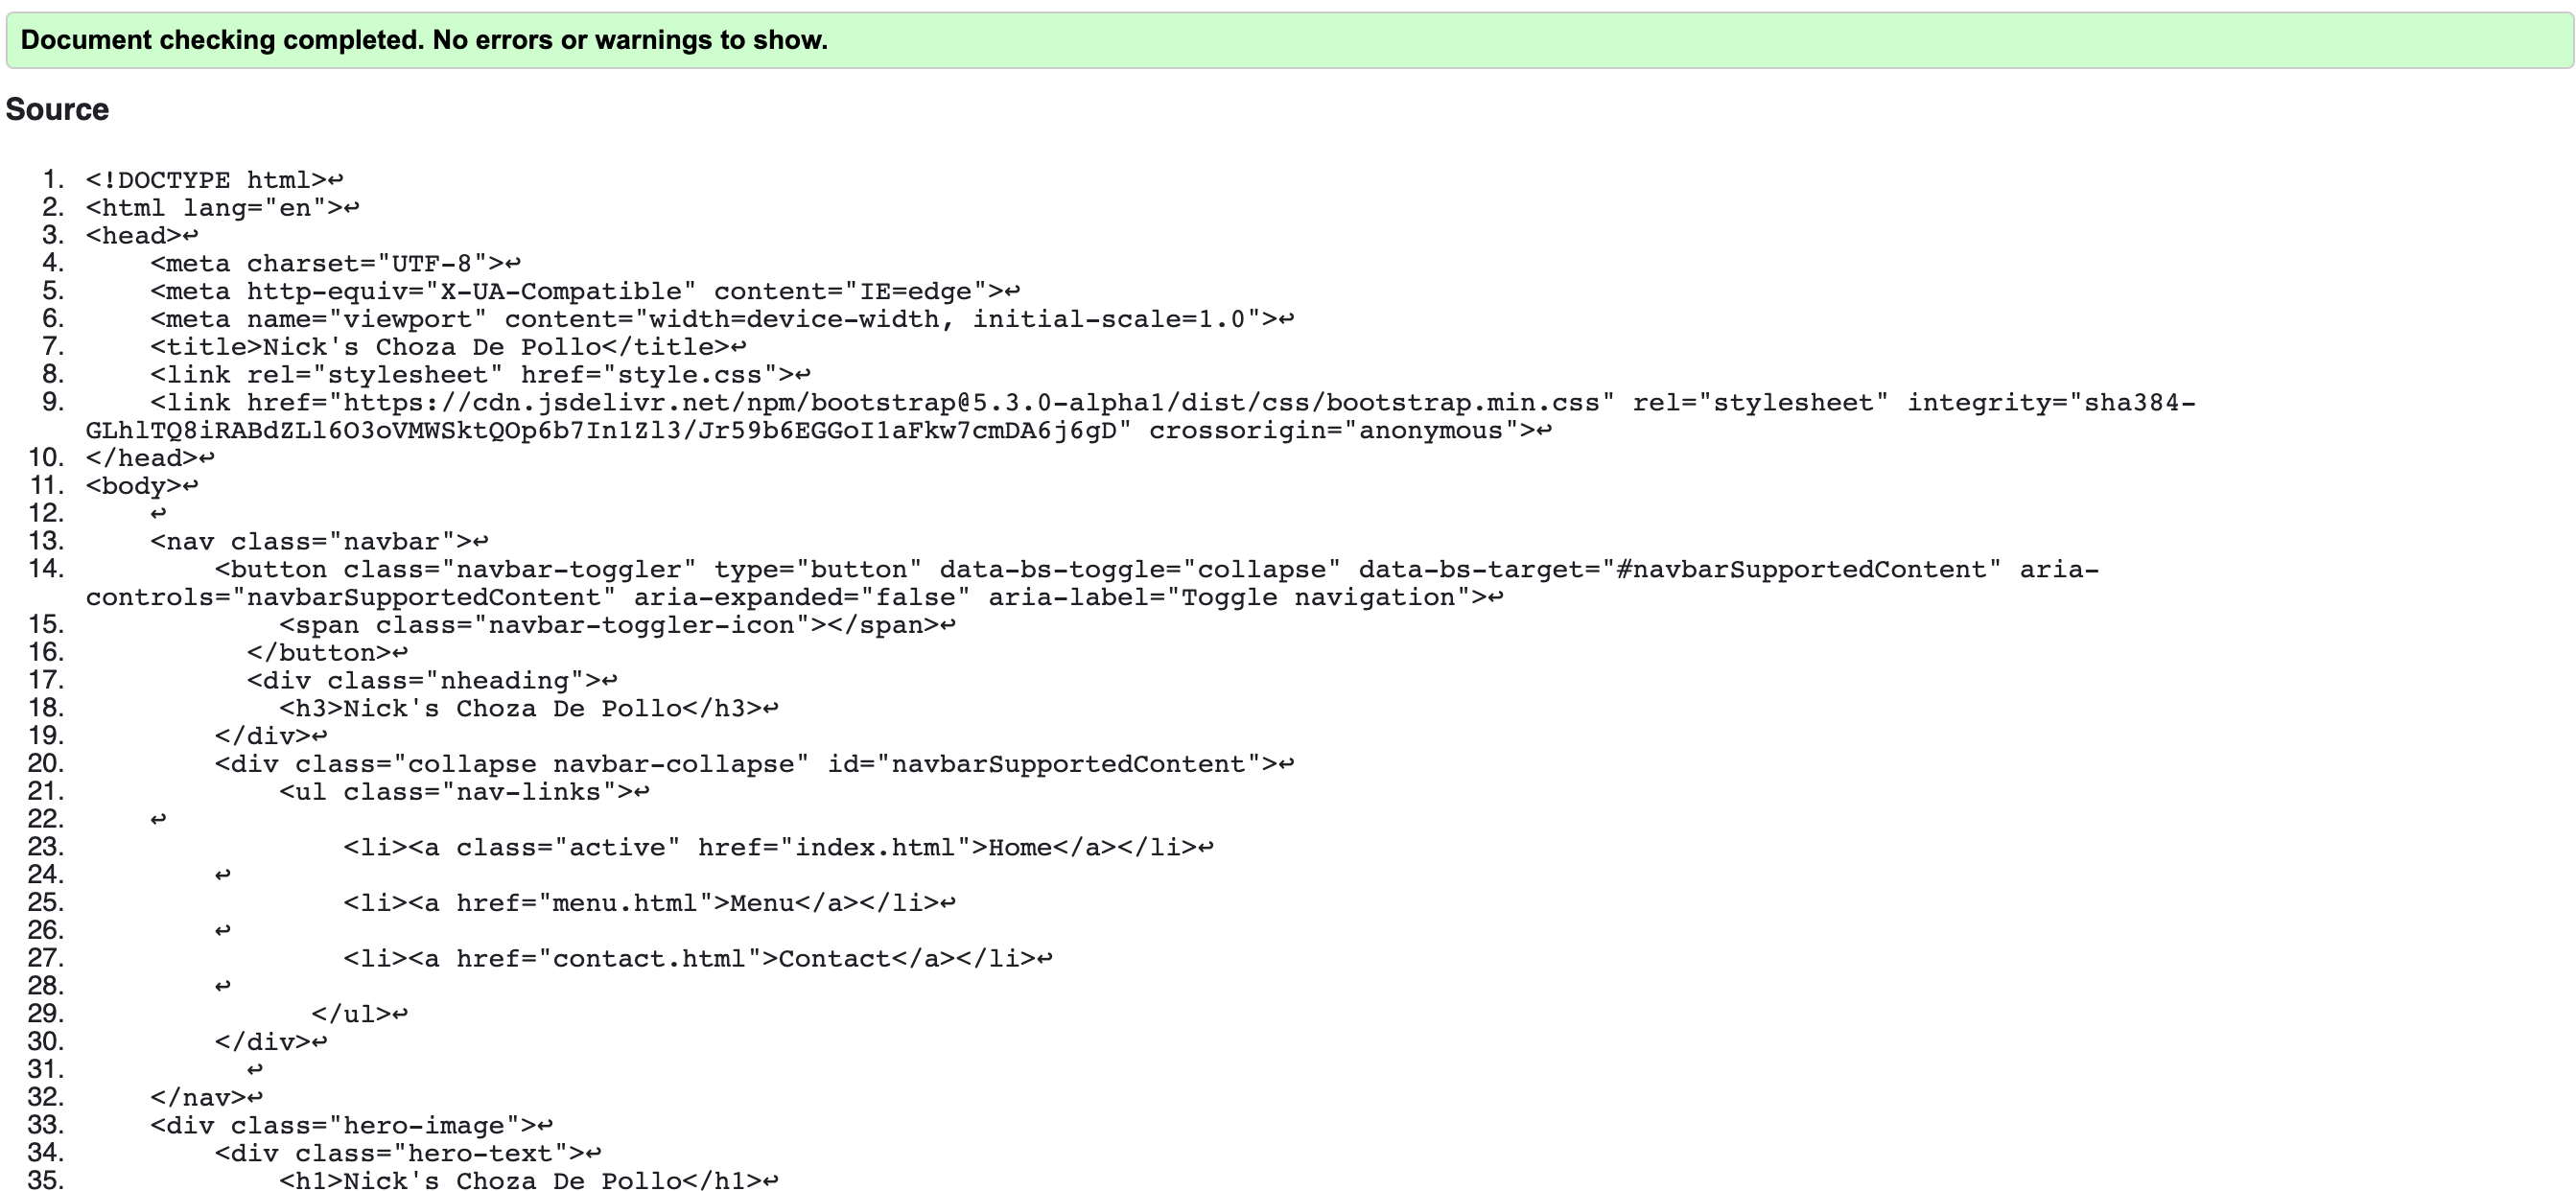 Document checking completed. No errors or warnings to show.
Source
1. <!DOCTYPE html>↩
2. <html lang="en">↩
3. <head>↩
4.     <meta charset="UTF-8">↩
5.     <meta http-equiv="X-UA-Compatible" content="IE=edge">↩
6.     <meta name="viewport" content="width=device-width, initial-scale=1.0">↩
7.     <title>Nick's Choza De Pollo</title>↩
8.     <link rel="stylesheet" href="style.css">↩
9.     <link href="https://cdn.jsdelivr.net/npm/bootstrap@5.3.0-alpha1/dist/css/bootstrap.min.css" rel="stylesheet" integrity="sha384-
GLhlTQ8iRABdZLl6O3oVMWSktQOp6b7In1Zl3/Jr59b6EGGoI1aFkw7cmDA6j6gD" crossorigin="anonymous">↩
10. </head>↩
11. <body>↩
12.     ↩
13.     <nav class="navbar">↩
14.         <button class="navbar-toggler" type="button" data-bs-toggle="collapse" data-bs-target="#navbarSupportedContent" aria-
controls="navbarSupportedContent" aria-expanded="false" aria-label="Toggle navigation">↩
15.             <span class="navbar-toggler-icon"></span>↩
16.           </button>↩
17.           <div class="nheading">↩
18.             <h3>Nick's Choza De Pollo</h3>↩
19.         </div>↩
20.         <div class="collapse navbar-collapse" id="navbarSupportedContent">↩
21.             <ul class="nav-links">↩
22.     ↩
23.                 <li><a class="active" href="index.html">Home</a></li>↩
24.         ↩
25.                 <li><a href="menu.html">Menu</a></li>↩
26.         ↩
27.                 <li><a href="contact.html">Contact</a></li>↩
28.         ↩
29.               </ul>↩
30.         </div>↩
31.           ↩
32.     </nav>↩
33.     <div class="hero-image">↩
34.         <div class="hero-text">↩
35.             <h1>Nick's Choza De Pollo</h1>↩